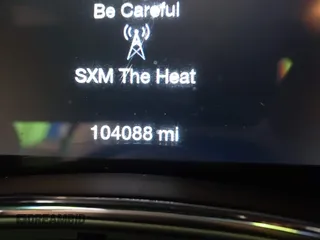 Be Careful
SXM The Heat
104088 mi